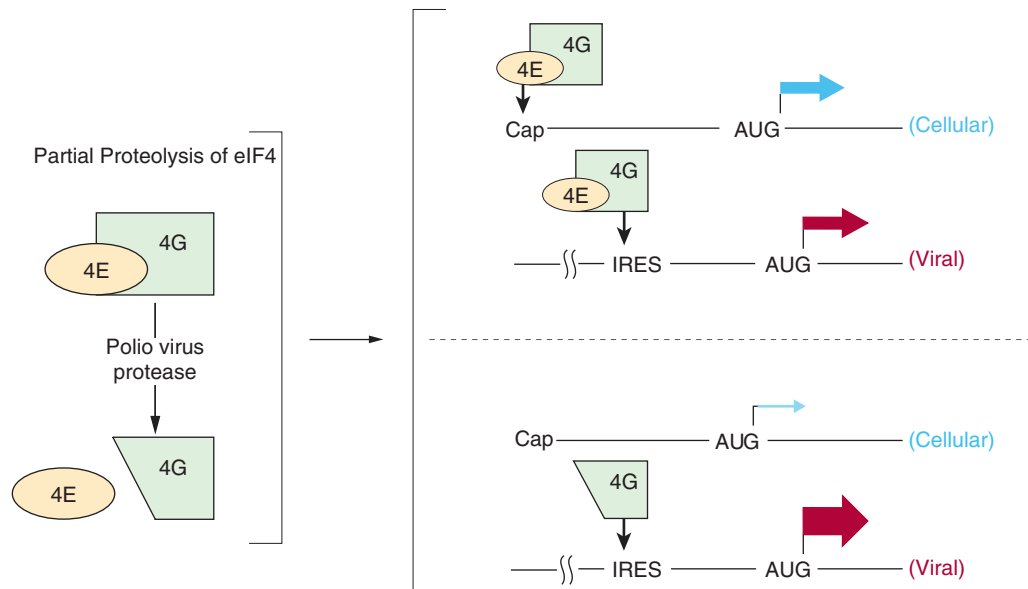 Partial Proteolysis of eIF4
4G
4E
Polio virus
protease
4G
4E
4G
4E
Cap AUG (Cellular)
4G
4E
IRES AUG (Viral)
Cap AUG (Cellular)
4G
IRES AUG (Viral)